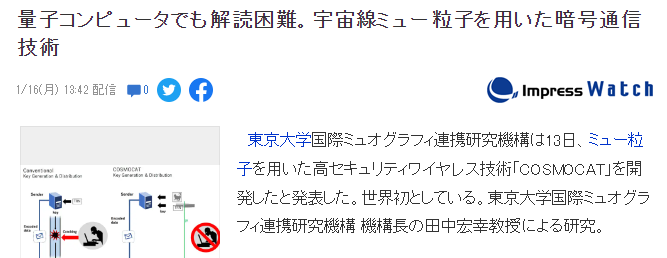 量子コンピュータでも解読困難。宇宙線ミュー粒子を用いた暗号通信
技術
1/16(月) 13:42 配信
0
Impress Watch
東京大学国際ミュオグラフィ連携研究機構は13日、ミュー粒
子を用いた高セキュリティワイヤレス技術「COSMOCAT」を開
発したと発表した。世界初としている。東京大学国際ミュオグラ
フィ連携研究機構 機構長の田中宏幸教授による研究。
Conventional
Key Generation & Distribution
COSMOCAT
Key Generation & Distribution
Sender
Sender
Encoded
data
key
Cracking
Encoded
data